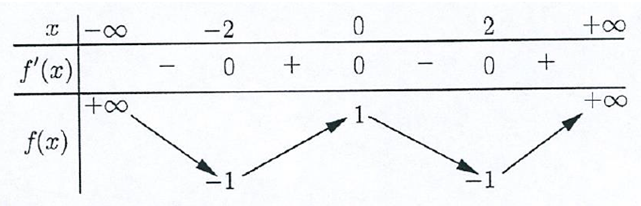 x −∞ −2 0 2 +∞
f′(x) − 0 + 0 − 0 +
+∞ 1 +∞
f(x)
−1 −1